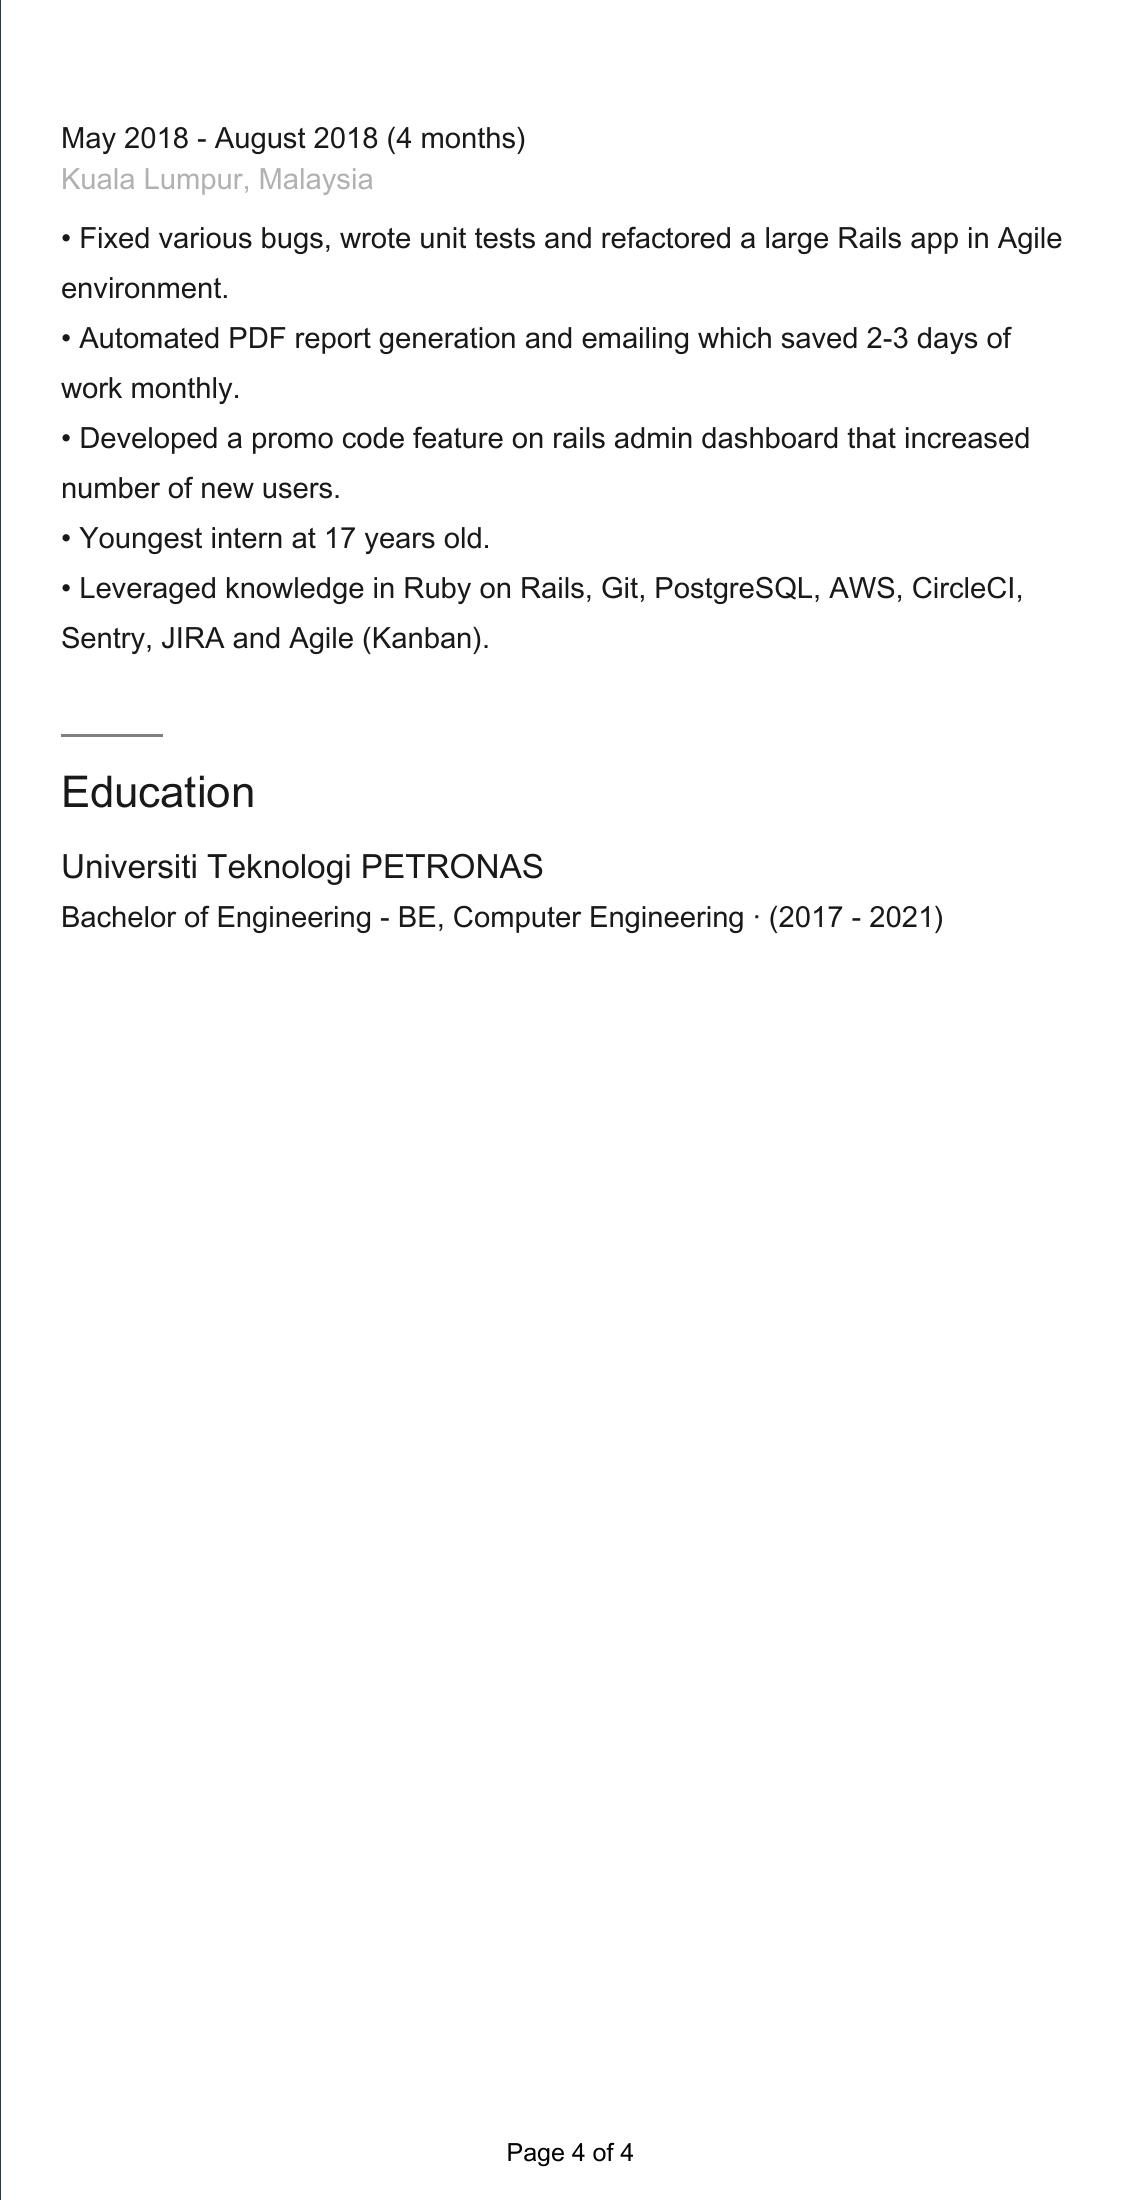 May 2018 - August 2018 (4 months)
Kuala Lumpur, Malaysia
• Fixed various bugs, wrote unit tests and refactored a large Rails app in Agile
environment.
• Automated PDF report generation and emailing which saved 2-3 days of
work monthly.
• Developed a promo code feature on rails admin dashboard that increased
number of new users.
• Youngest intern at 17 years old.
• Leveraged knowledge in Ruby on Rails, Git, PostgreSQL, AWS, CircleCI,
Sentry, JIRA and Agile (Kanban).
Education
Universiti Teknologi PETRONAS
Bachelor of Engineering - BE, Computer Engineering · (2017 - 2021)
Page 4 of 4